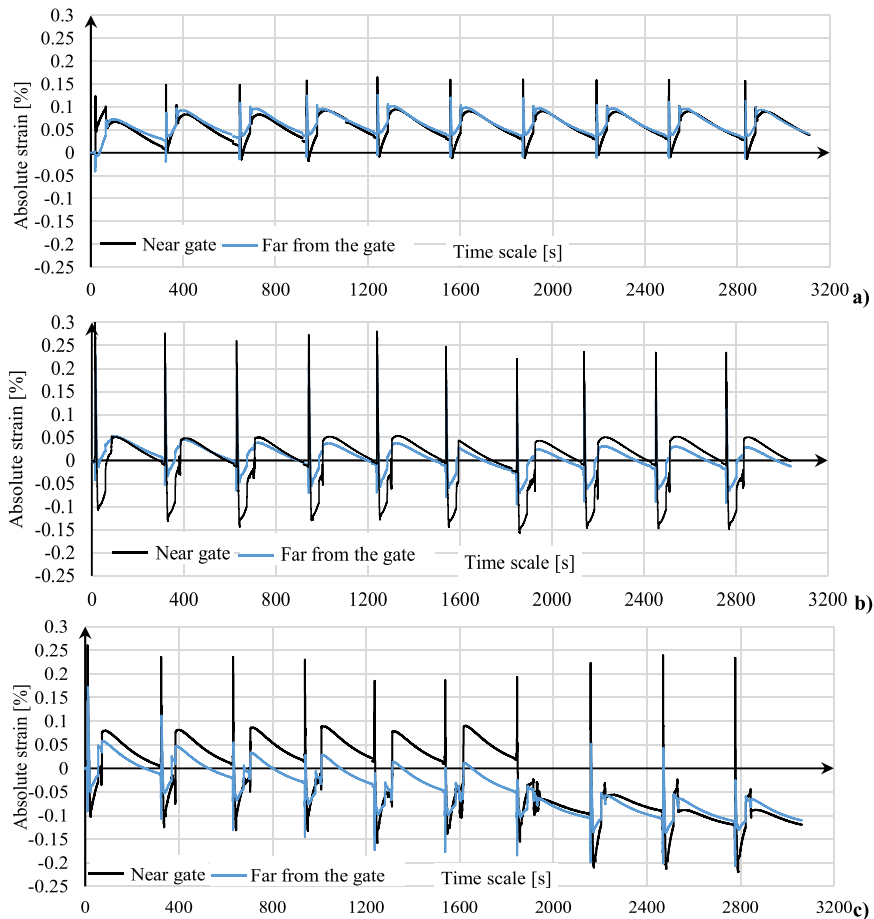 0.3
0.25
0.2
0.15
0.1
0.05
0
-0.05
-0.1
-0.15
-0.2
-0.25
Absolute strain [%]
Near gate
Far from the gate
Time scale [s]
0 400 800 1200 1600 2000 2400 2800 3200
a)
0.3
0.25
0.2
0.15
0.1
0.05
0
-0.05
-0.1
-0.15
-0.2
-0.25
Absolute strain [%]
Near gate
Far from the gate
Time scale [s]
0 400 800 1200 1600 2000 2400 2800 3200
b)
0.3
0.25
0.2
0.15
0.1
0.05
0
-0.05
-0.1
-0.15
-0.2
-0.25
Absolute strain [%]
Near gate
Far from the gate
Time scale [s]
0 400 800 1200 1600 2000 2400 2800 3200
c)